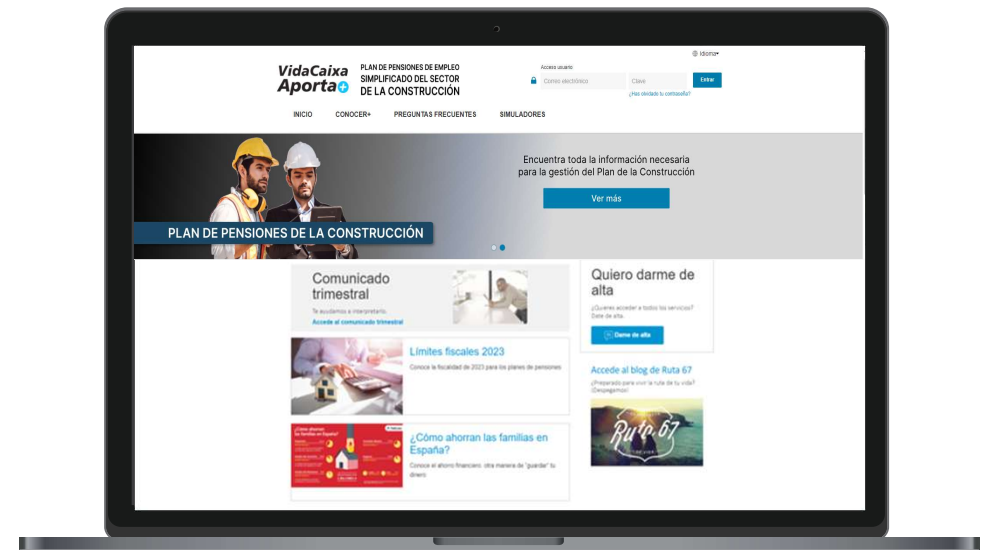 Idioma
VidaCaixa
Aporta+
PLAN DE PENSIONES DE EMPLEO
SIMPLIFICADO DEL SECTOR
DE LA CONSTRUCCIÓN
Acceso usuario
Correo electrónico
Clave
Entrar
¿Has olvidado tu contraseña?
INICIO
CONOCER+
PREGUNTAS FRECUENTES
SIMULADORES
Encuentra toda la información necesaria
para la gestión del Plan de la Construcción
Ver más
PLAN DE PENSIONES DE LA CONSTRUCCIÓN
Comunicado
trimestral
Te ayudamos a interpretarlo.
Accede al comunicado trimestral
Quiero darme de
alta
¿Quieres acceder a todos los servicios?
Date de alta.
Dame de alta
Límites fiscales 2023
Conoce la fiscalidad de 2023 para los planes de pensiones
Accede al blog de Ruta 67
¿Preparado para vivir la ruta de tu vida?
¡Despegamos!
Ruta 67
¿Cómo ahorran
las familias en España?
¿Cómo ahorran las familias en
España?
Conoce el ahorro financiero: otra manera de "guardar" tu
dinero